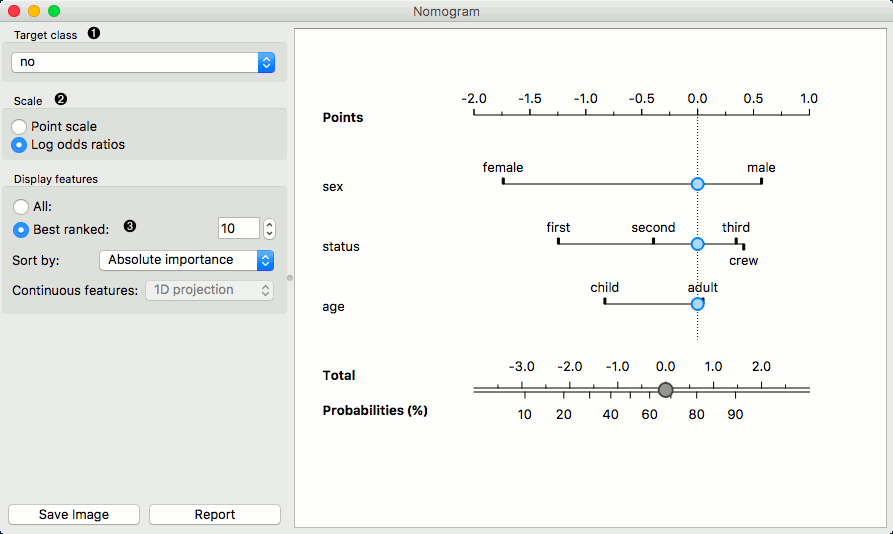 Nomogram
Target class ❶
no
Scale ❷
Point scale
Log odds ratios
Display features
All:
Best ranked: ❸ 10
Sort by: Absolute importance
Continuous features: 1D projection
Save Image Report
-2.0 -1.5 -1.0 -0.5 0.0 0.5 1.0
Points
female male
sex
first second third
status
crew
child adult
age
-3.0 -2.0 -1.0 0.0 1.0 2.0
Total
Probabilities (%)
10 20 40 60 80 90